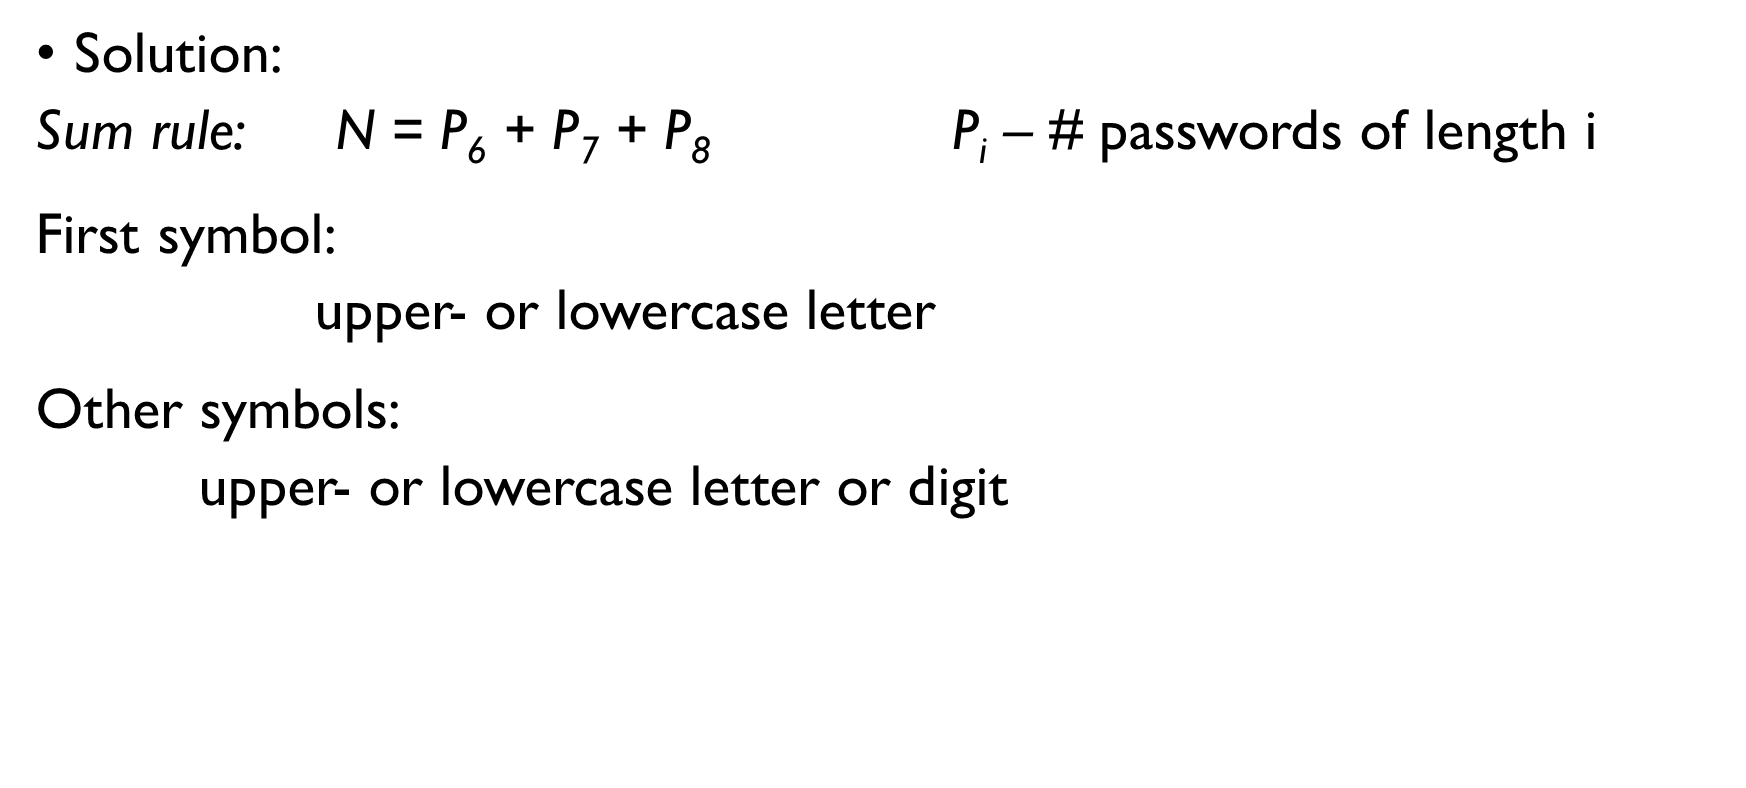 • Solution:
Sum rule: N = P₆ + P₇ + P₈ Pᵢ – # passwords of length i
First symbol:
upper- or lowercase letter
Other symbols:
upper- or lowercase letter or digit